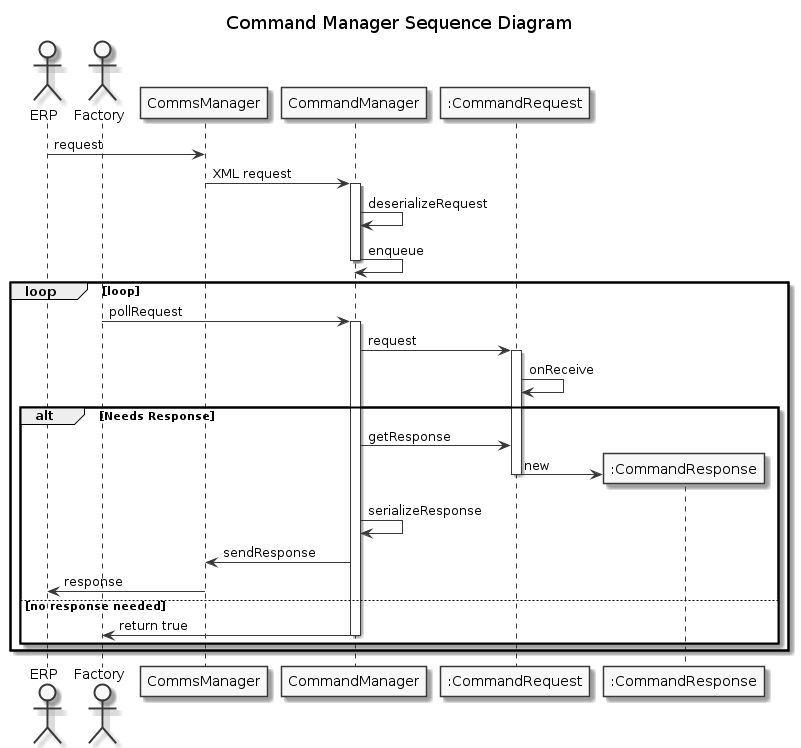 Command Manager Sequence Diagram
ERP
Factory
CommsManager
CommandManager
:CommandRequest
request
XML request
deserializeRequest
enqueue
loop
[loop]
pollRequest
request
onReceive
alt
[Needs Response]
getResponse
new
:CommandResponse
serializeResponse
sendResponse
response
[no response needed]
return true
ERP
Factory
CommsManager
CommandManager
:CommandRequest
:CommandResponse